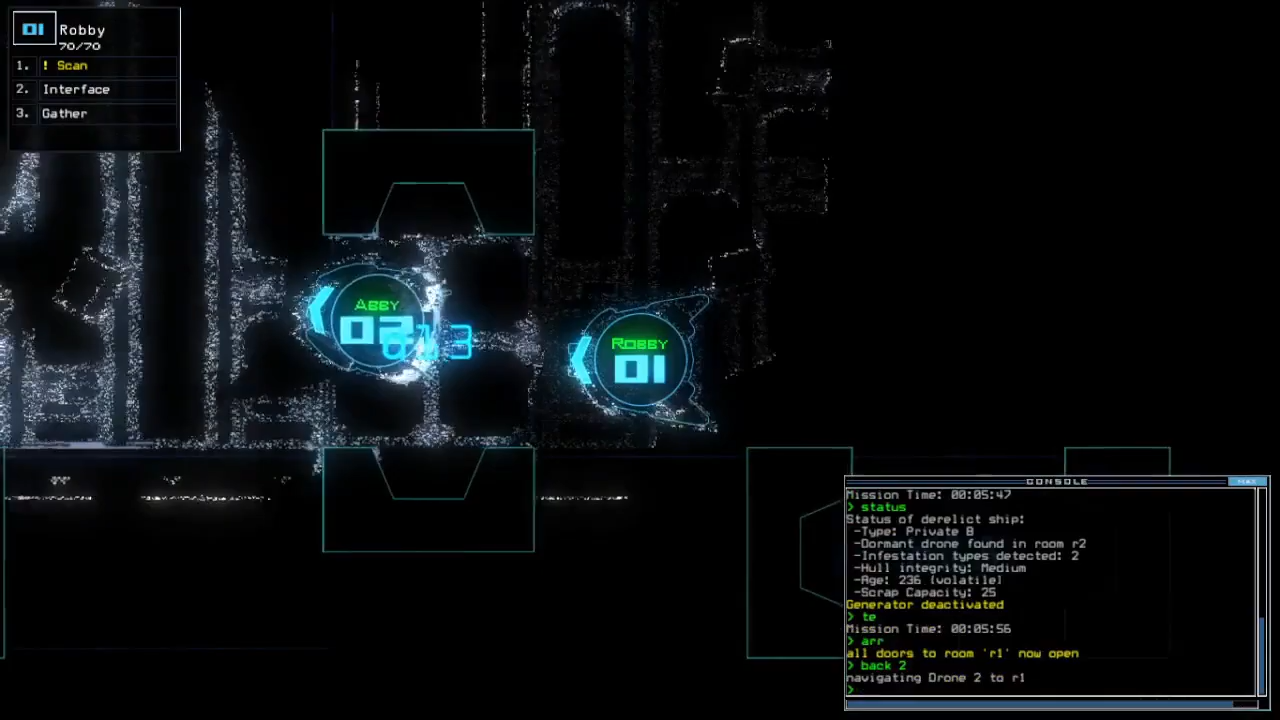 01 Robby
70/70
1. ! Scan
2. Interface
3. Gather
Abby
02
d13
Robby
01
CONSOLE
MAX
Mission Time: 00:05:47
> status
Status of derelict ship:
-Type: Private B
-Dormant drone found in room r2
-Infestation types detected: 2
-Hull integrity: Medium
-Age: 236 (volatile)
-Scrap Capacity: 25
Generator deactivated
> te
Mission Time: 00:05:56
> arr
all doors to room 'r1' now open
> back 2
navigating Drone 2 to r1
>